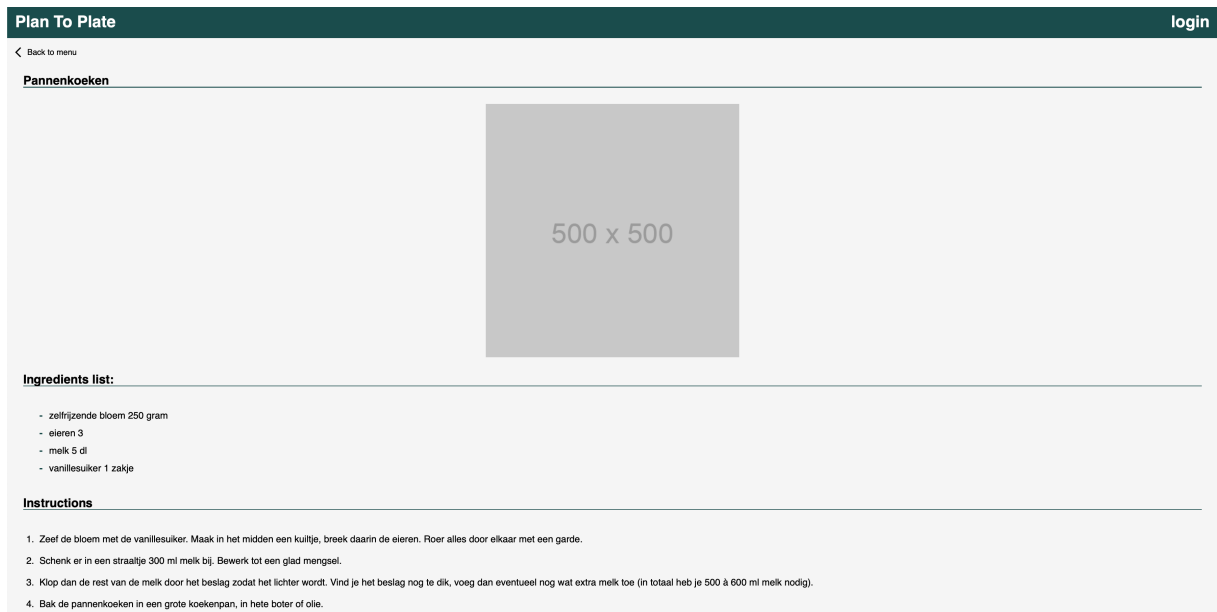 Plan To Plate login
Back to menu
Pannenkoeken
500 x 500
Ingredients list:
- zelfrijzende bloem 250 gram
- eieren 3
- melk 5 dl
- vanillesuiker 1 zakje
Instructions
1. Zeef de bloem met de vanillesuiker. Maak in het midden een kuiltje, breek daarin de eieren. Roer alles door elkaar met een garde.
2. Schenk er in een straaltje 300 ml melk bij. Bewerk tot een glad mengsel.
3. Klop dan de rest van de melk door het beslag zodat het lichter wordt. Vind je het beslag nog te dik, voeg dan eventueel nog wat extra melk toe (in totaal heb je 500 à 600 ml melk nodig).
4. Bak de pannenkoeken in een grote koekenpan, in hete boter of olie.